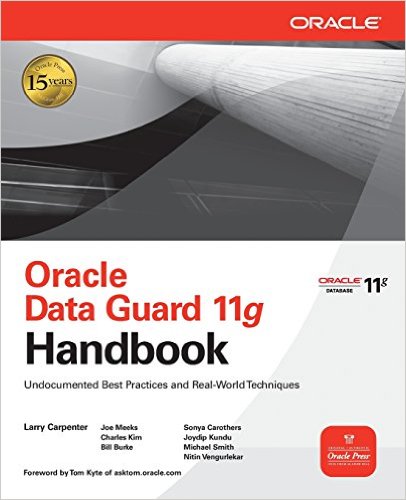 ORACLE
Oracle Press
15 years
Oracle
Data Guard 11g
Handbook
ORACLE
DATABASE
11g
Undocumented Best Practices and Real-World Techniques
Larry Carpenter
Joe Meeks
Charles Kim
Bill Burke
Sonya Carothers
Joydip Kundu
Michael Smith
Nitin Vengurlekar
Foreword by Tom Kyte of asktom.oracle.com
Oracle Press